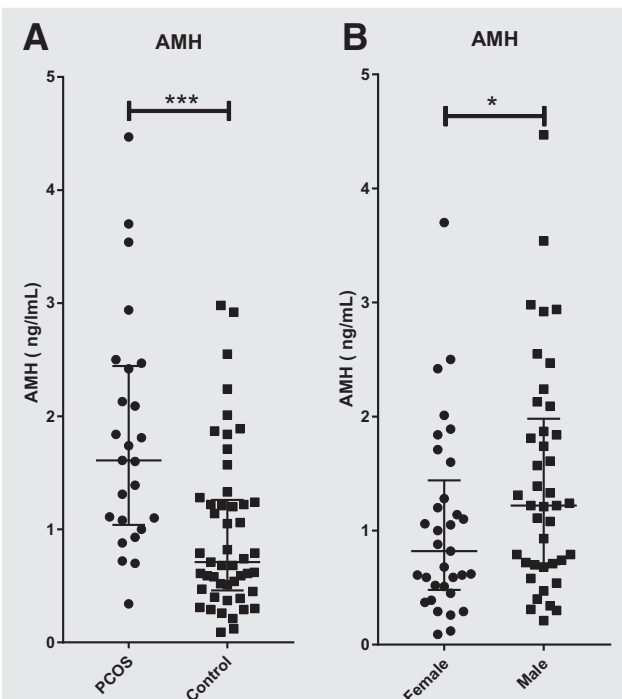 A
AMH
***
5
4
3
2
1
0
AMH ( ng/lmL)
PCOS
Control
B
AMH
*
5
4
3
2
1
0
AMH ( ng/mL)
Female
Male